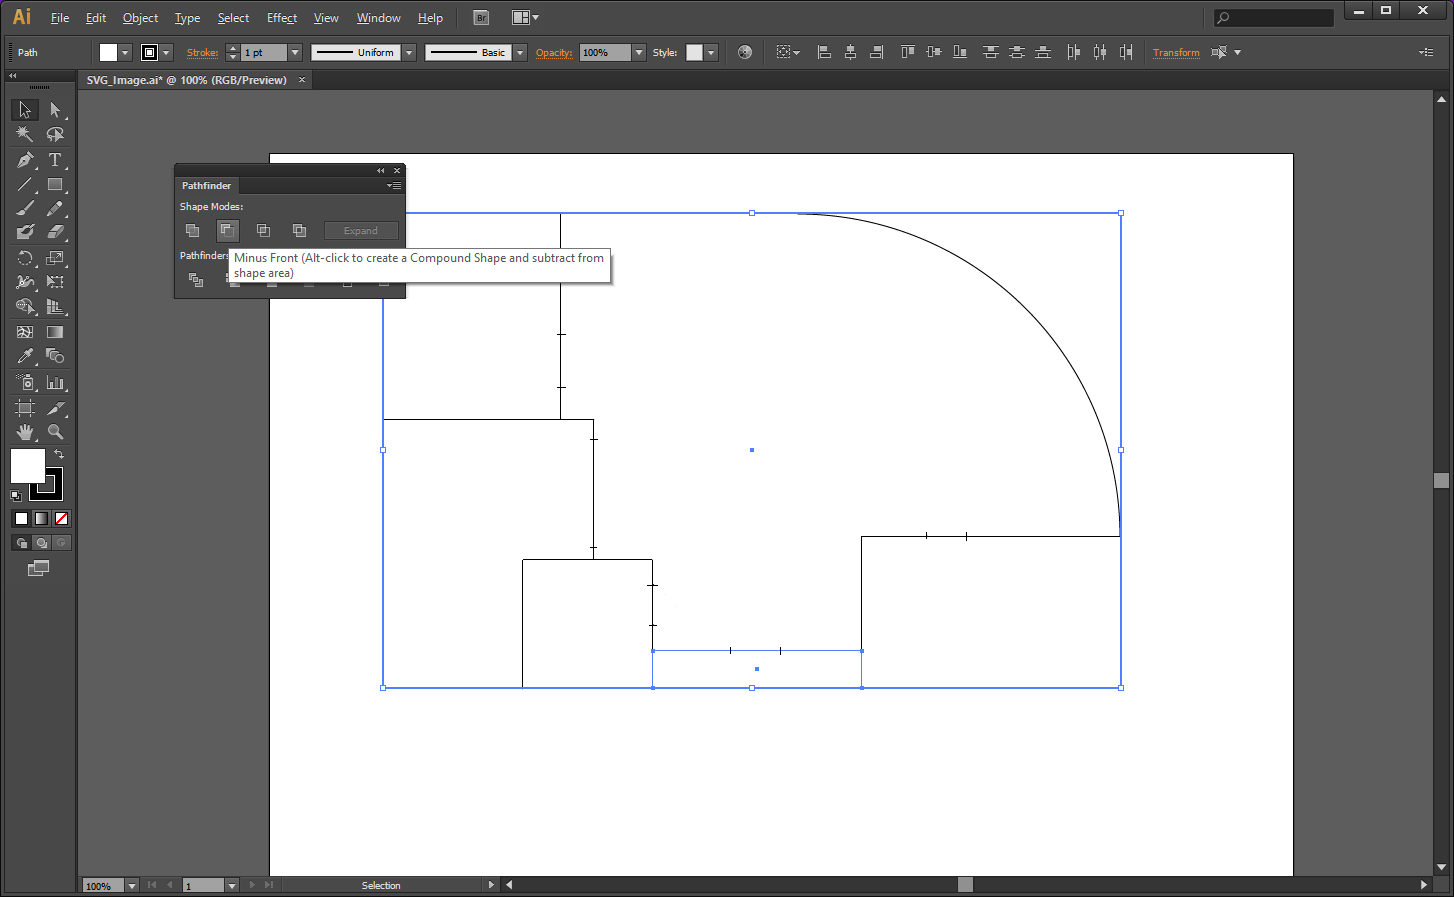 Ai File Edit Object Type Select Effect View Window Help Br
Path Stroke: 1 pt Uniform Basic Opacity: 100% Style: Transform
SVG_Image.ai* @ 100% (RGB/Preview)
Pathfinder
Shape Modes:
Expand
Pathfinders
Minus Front (Alt-click to create a Compound Shape and subtract from
shape area)
100% 1 Selection